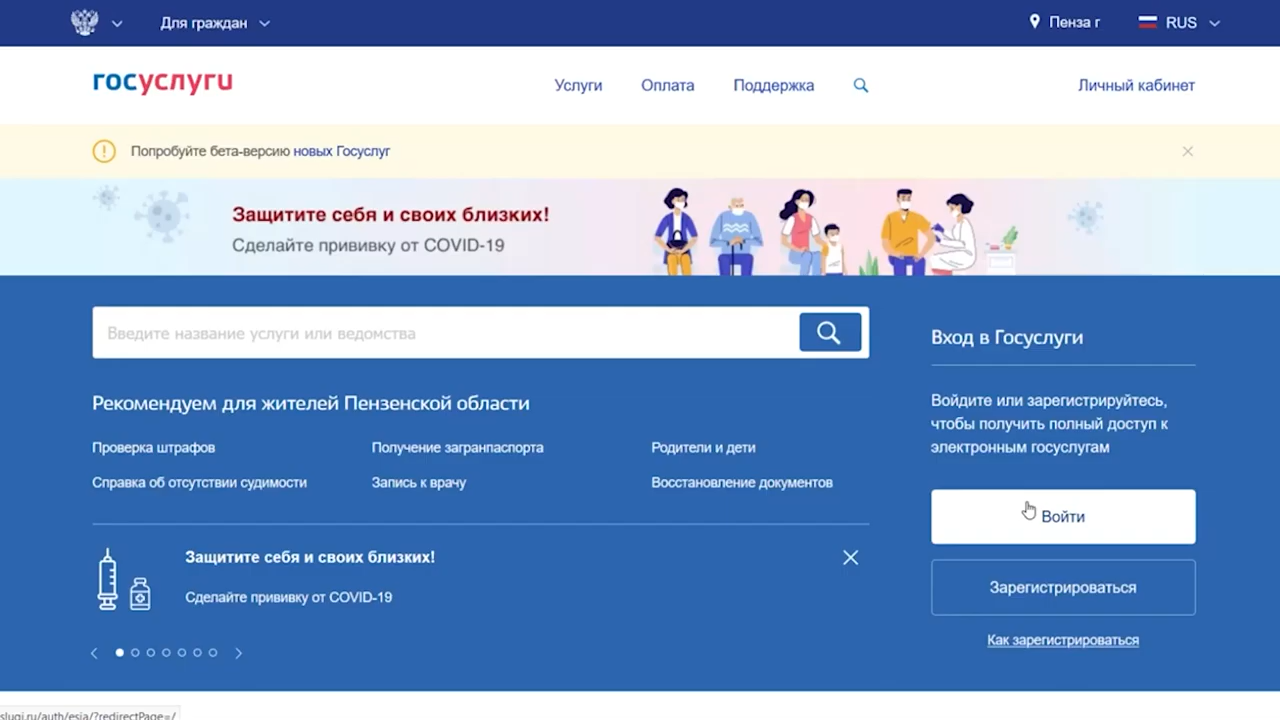 Для граждан
Пенза г
RUS
госуслуги
Услуги
Оплата
Поддержка
Личный кабинет
Попробуйте бета-версию новых Госуслуг
Защитите себя и своих близких!
Сделайте прививку от COVID-19
Введите название услуги или ведомства
Рекомендуем для жителей Пензенской области
Проверка штрафов
Получение загранпаспорта
Родители и дети
Справка об отсутствии судимости
Запись к врачу
Восстановление документов
Защитите себя и своих близких!
Сделайте прививку от COVID-19
Вход в Госуслуги
Войдите или зарегистрируйтесь,
чтобы получить полный доступ к
электронным госуслугам
Войти
Зарегистрироваться
Как зарегистрироваться
slugi.ru/auth/esia/?redirectPage=/